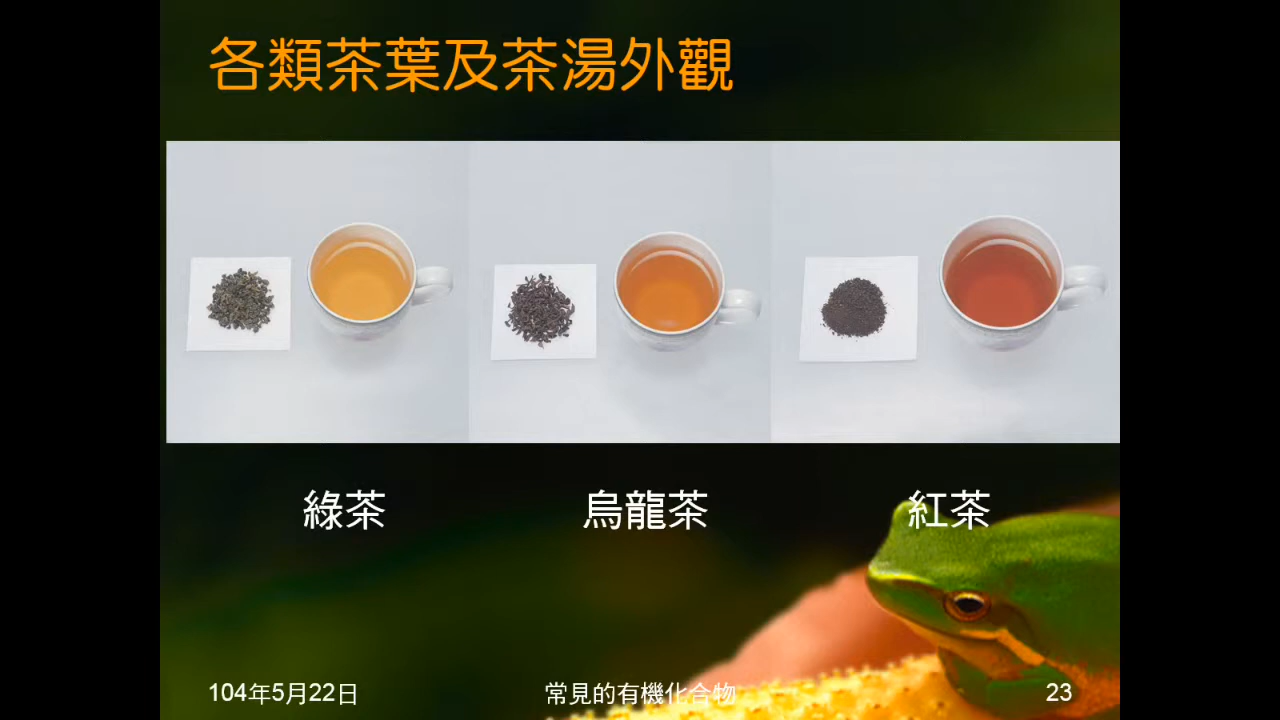 各類茶葉及茶湯外觀
綠茶
烏龍茶
紅茶
104年5月22日
常見的有機化合物
23